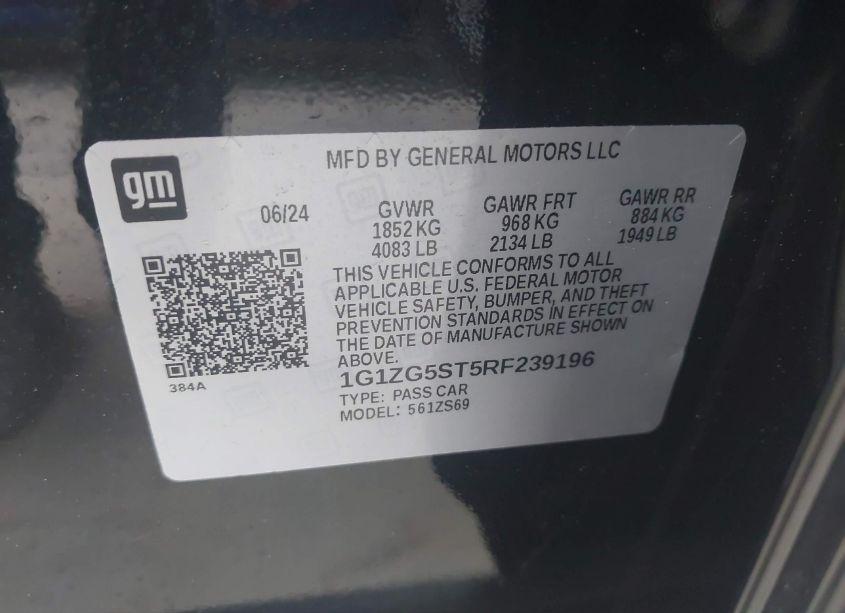 MFD BY GENERAL MOTORS LLC
gm
06/24
GVWR GAWR FRT GAWR RR
1852 KG 968 KG 884 KG
4083 LB 2134 LB 1949 LB
THIS VEHICLE CONFORMS TO ALL
APPLICABLE U.S. FEDERAL MOTOR
VEHICLE SAFETY, BUMPER, AND THEFT
PREVENTION STANDARDS IN EFFECT ON
THE DATE OF MANUFACTURE SHOWN
ABOVE.
384A
1G1ZG5ST5RF239196
TYPE: PASS CAR
MODEL: 561ZS69